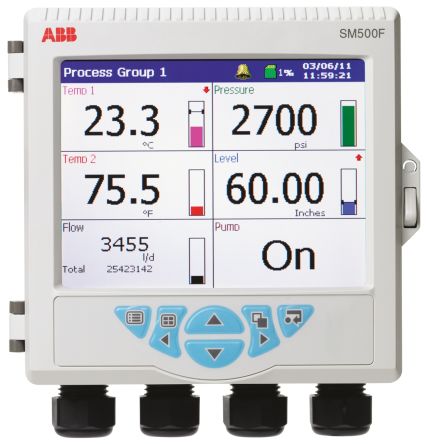 ABB
SM500F
Process Group 1
1%
03/06/11
11:59:21
Temp 1
23.3
°C
Pressure
2700
psi
Temp 2
75.5
°F
Level
60.00
Inches
Flow
3455
l/d
Total 25423142
Pump
On